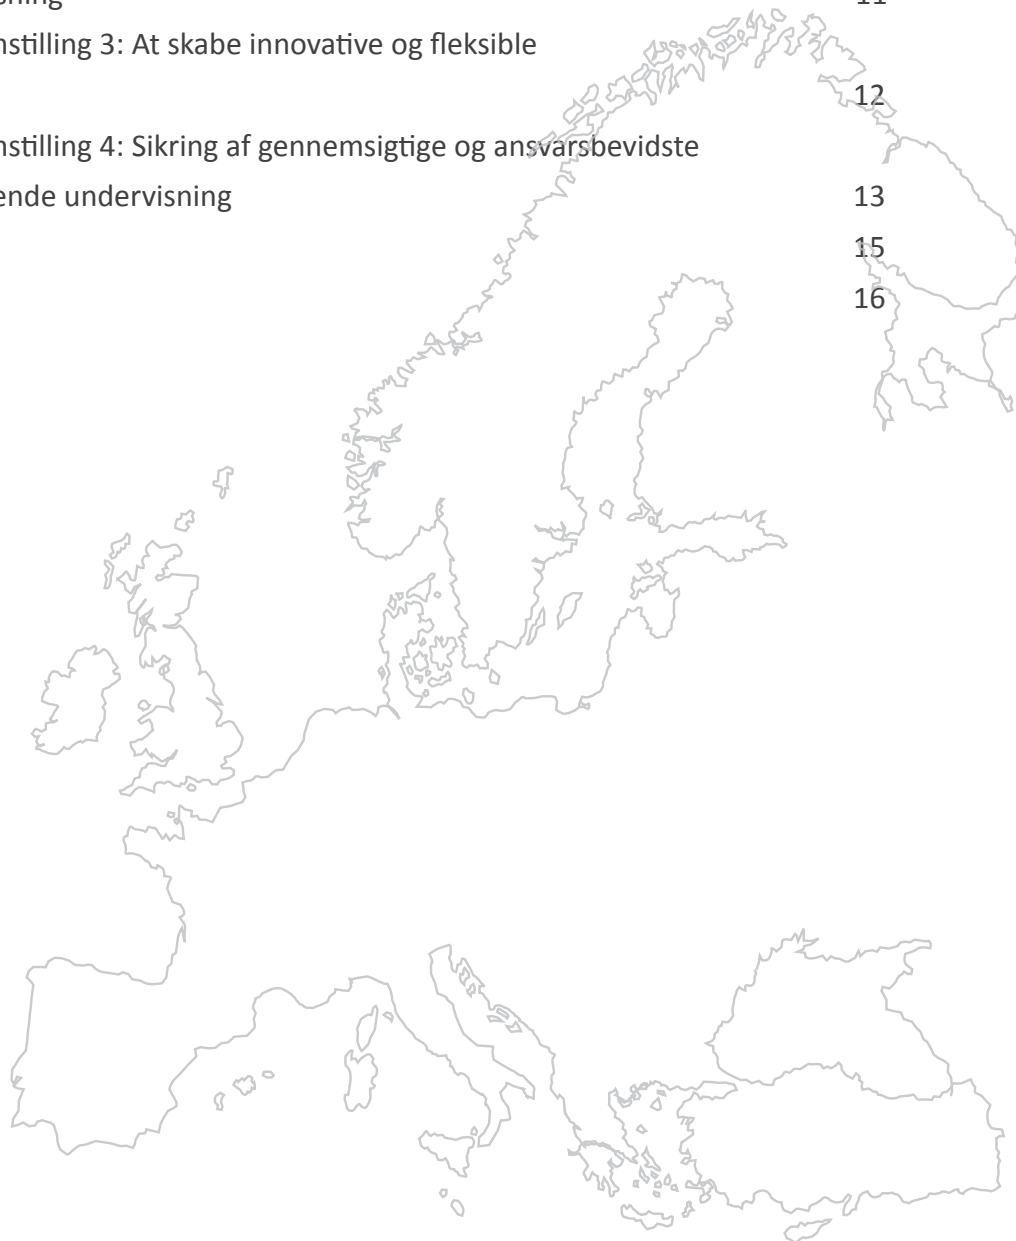 sning 11
nstilling 3: At skabe innovative og fleksible
12
nstilling 4: Sikring af gennemsigtige og ansvarsbevidste
ende undervisning 13
15
16